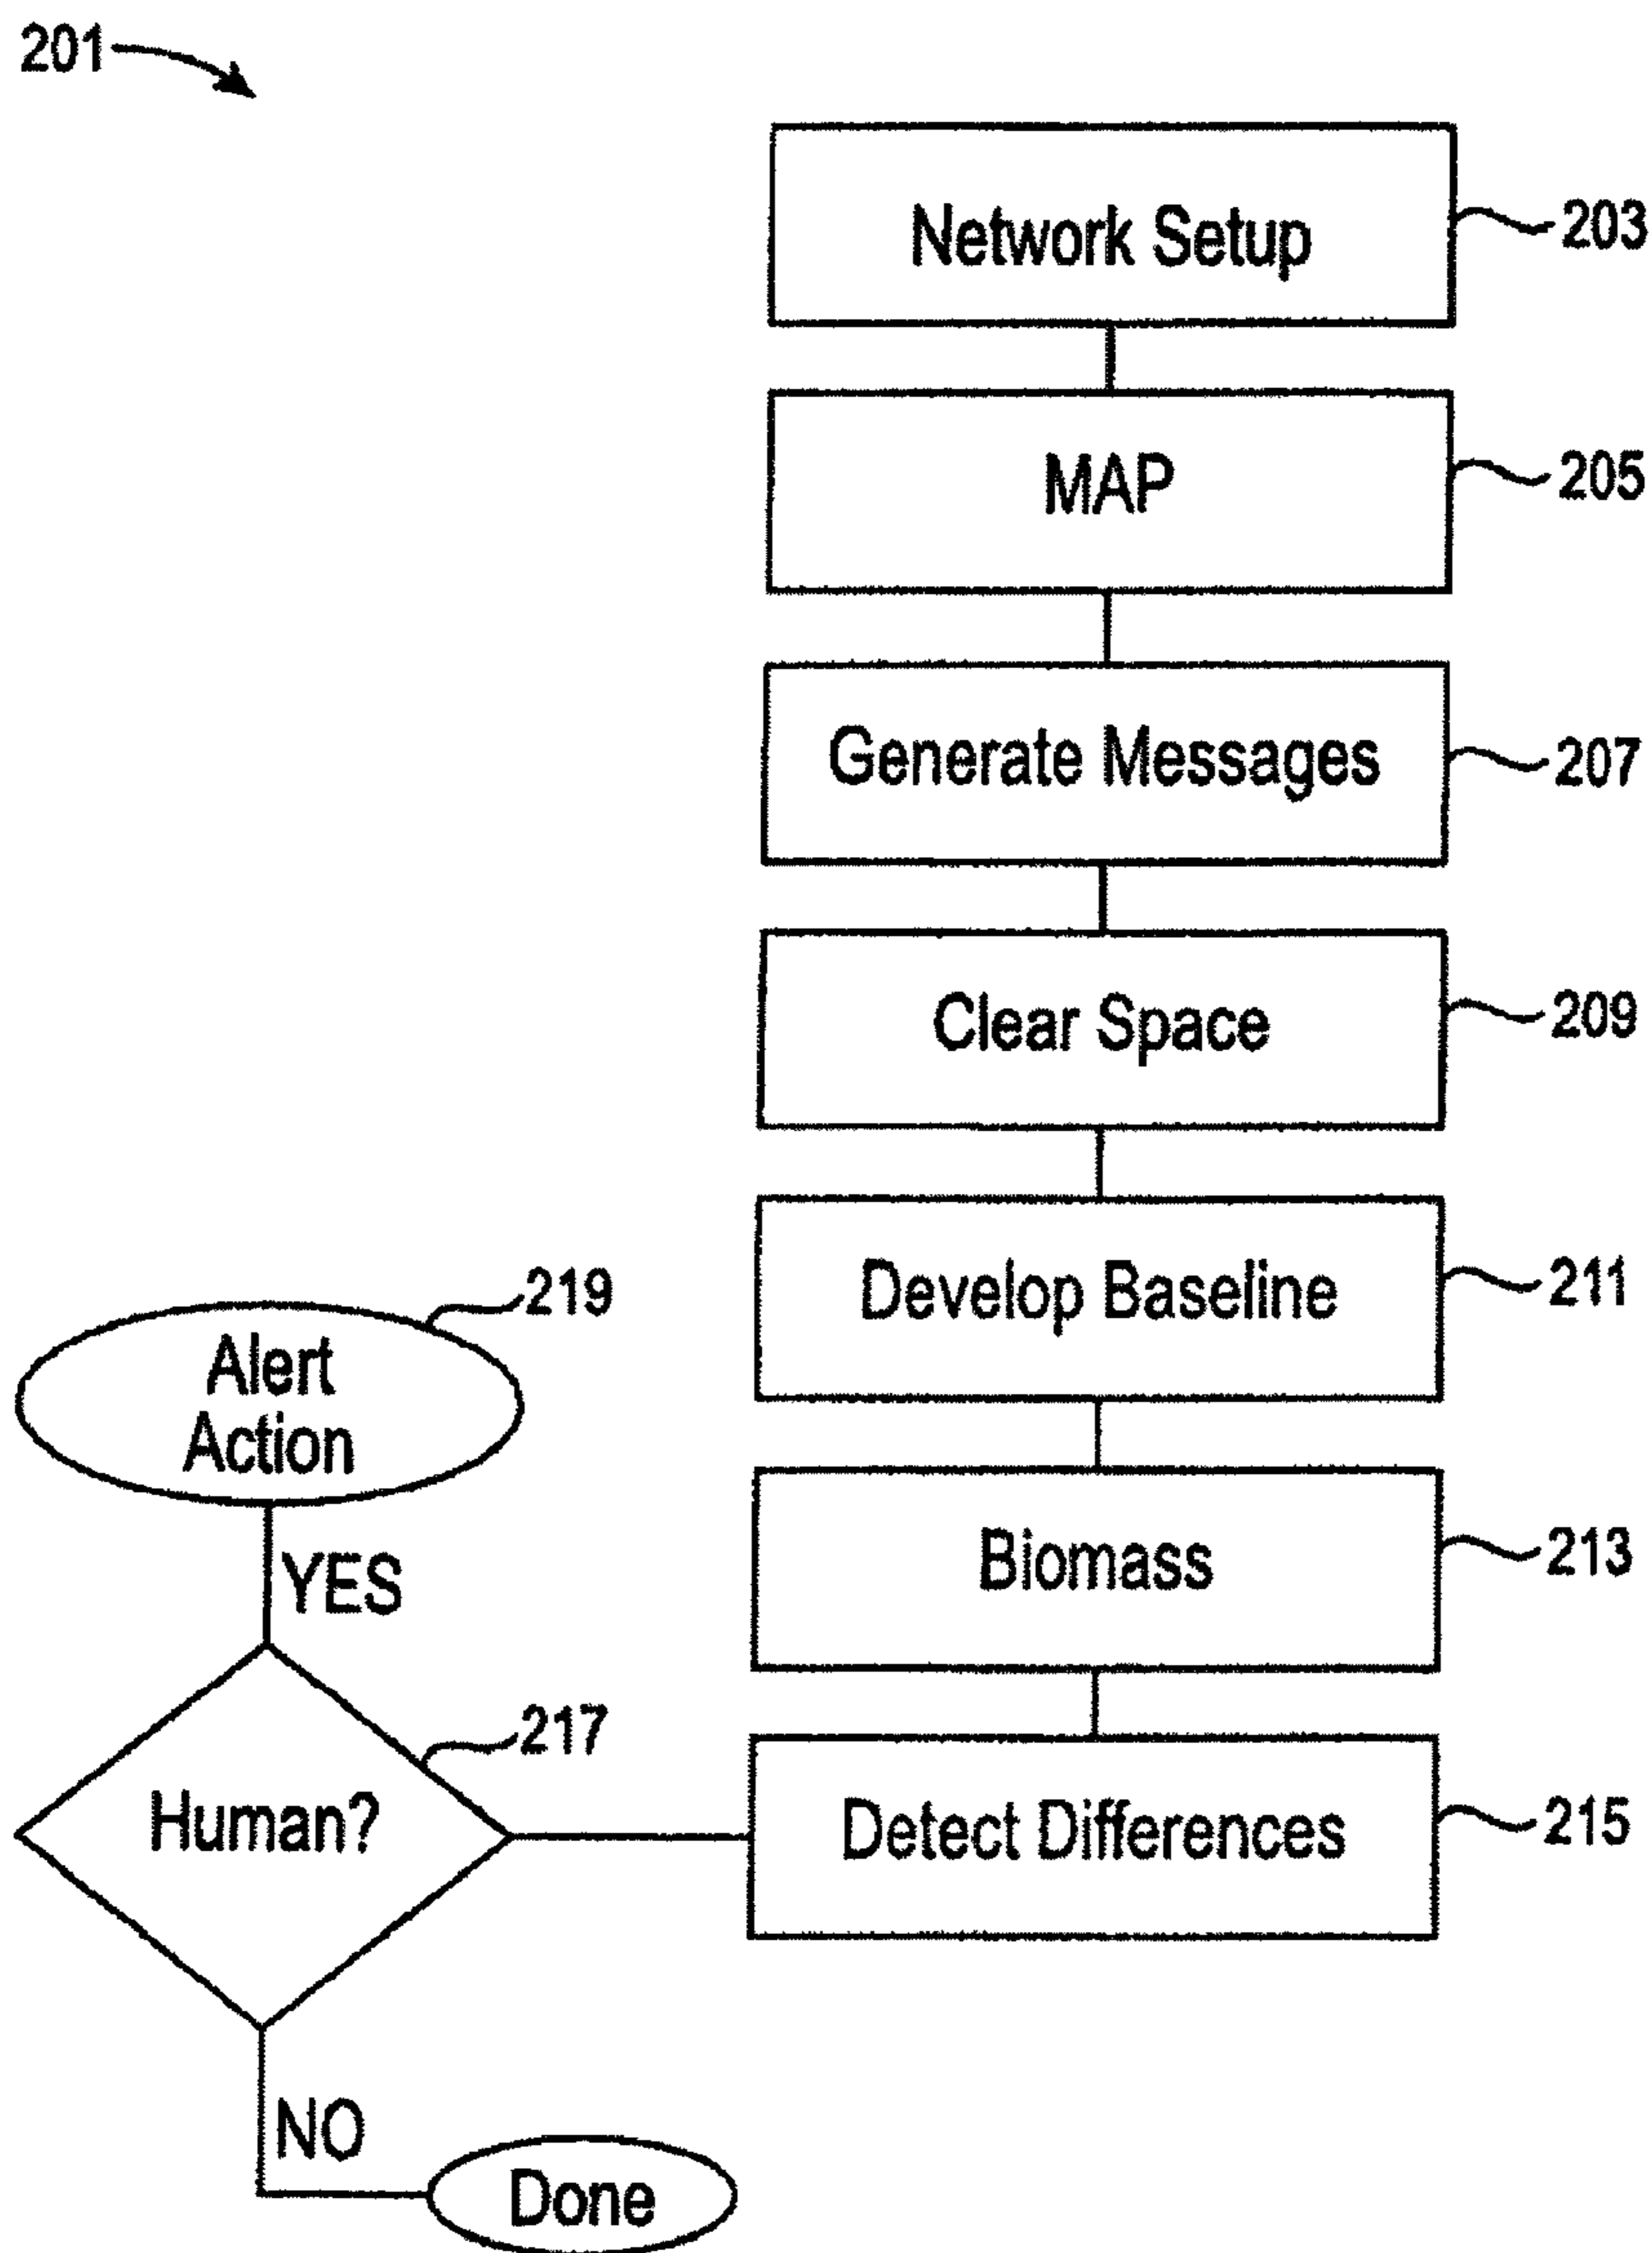 201
Network Setup
203
MAP
205
Generate Messages
207
Clear Space
209
Develop Baseline
211
Biomass
213
Detect Differences
215
Human?
217
YES
Alert
Action
219
NO
Done